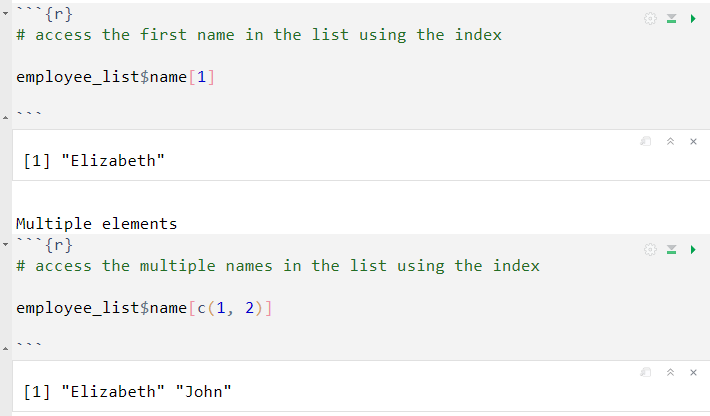 ```{r}
# access the first name in the list using the index
employee_list$name[1]
```
[1] "Elizabeth"
Multiple elements
```{r}
# access the multiple names in the list using the index
employee_list$name[c(1, 2)]
```
[1] "Elizabeth" "John"